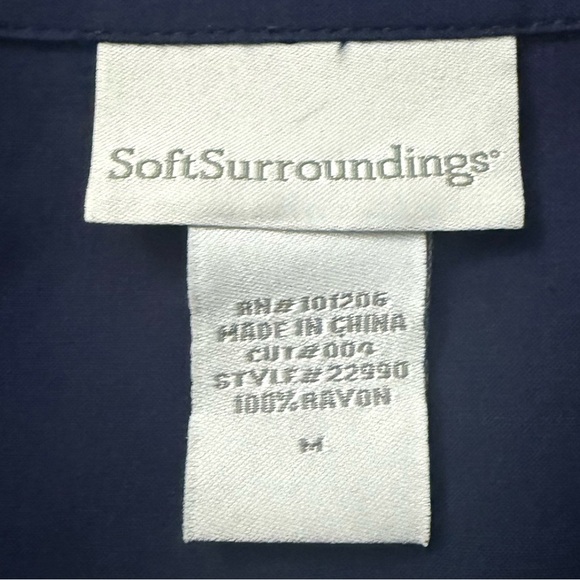 SoftSurroundings°
RN# 101206
MADE IN CHINA
CUT#004
STYLE# 22990
100% RAYON
M